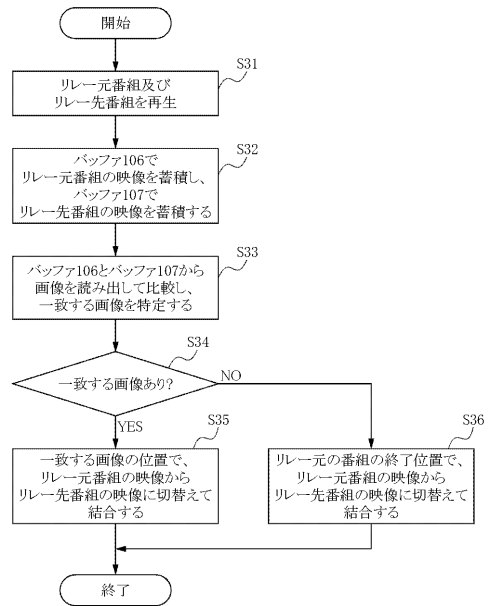 開始
S31
リレー元番組及び
リレー先番組を再生
S32
バッファ106で
リレー元番組の映像を蓄積し、
バッファ107で
リレー先番組の映像を蓄積する
S33
バッファ106とバッファ107から
画像を読み出して比較し、
一致する画像を特定する
S34
一致する画像あり?
NO
YES
S35
一致する画像の位置で、
リレー元番組の映像から
リレー先番組の映像に切替えて
結合する
S36
リレー元の番組の終了位置で、
リレー元番組の映像から
リレー先番組の映像に切替えて
結合する
終了